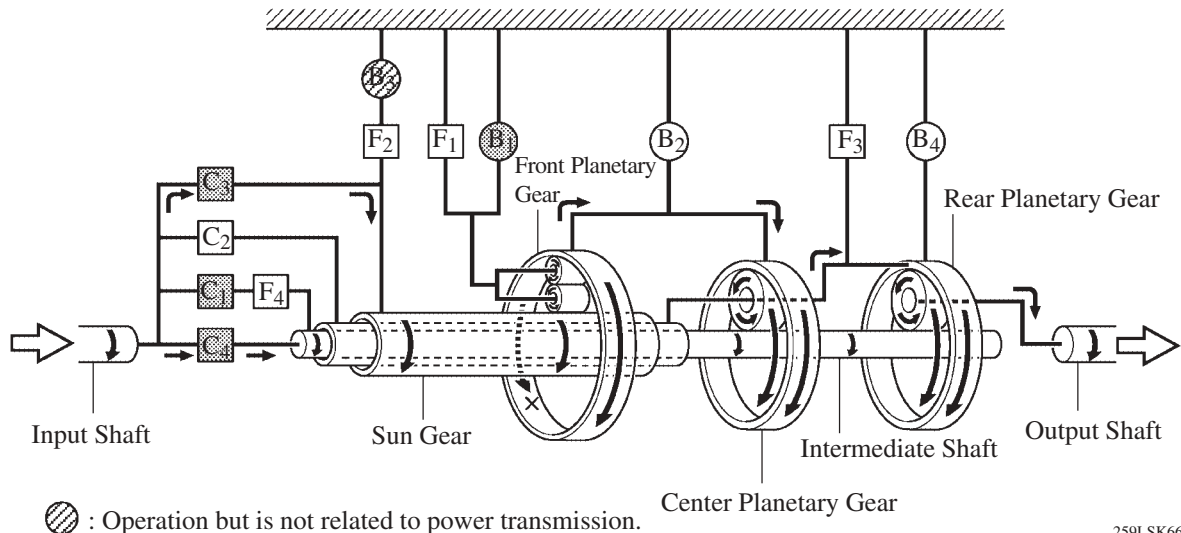 B3
F2
F1
B1
B2
F3
B4
Front Planetary
Gear
Rear Planetary Gear
C3
C2
C1
F4
C4
Input Shaft
Sun Gear
Intermediate Shaft
Output Shaft
Center Planetary Gear
: Operation but is not related to power transmission.
259LSK66